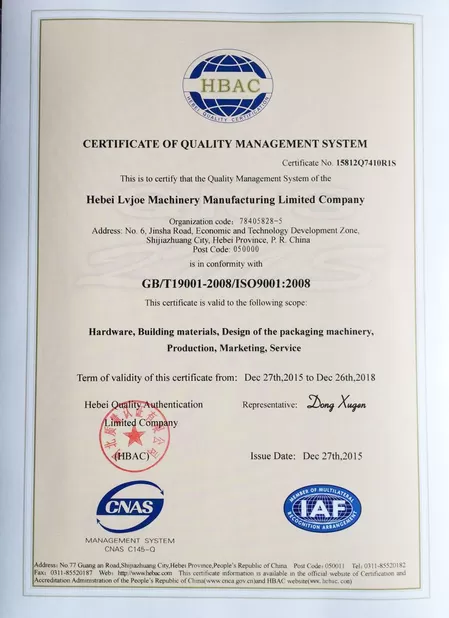 HBAC
HEBEI QUALITY CERTIFICATION
CERTIFICATE OF QUALITY MANAGEMENT SYSTEM
Certificate No. 15812Q7410R1S
This is to certify that the Quality Management System of the
Hebei Lvjoe Machinery Manufacturing Limited Company
Organization code: 78405828-5
Address: No. 6, Jinsha Road, Economic and Technology Development Zone,
Shijiazhuang City, Hebei Province, P. R. China
Post Code: 050000
is in conformity with
GB/T19001-2008/ISO9001:2008
This certificate is valid to the following scope:
Hardware, Building materials, Design of the packaging machinery,
Production, Marketing, Service
Term of validity of this certificate from: Dec 27th,2015 to Dec 26th,2018
Hebei Quality Authentication
Limited Company
(HBAC)
Representative: Dong Xugen
Issue Date: Dec 27th,2015
CNAS
MANAGEMENT SYSTEM
CNAS C145-Q
MEMBER OF MULTILATERAL
IAF
RECOGNITION ARRANGEMENT
Address: No 77 Guang an Road,Shijiazhuang City,Hebei Province,People's Republic of China Post Code: 050011 Tel: 0311-85520182
Fax: 0311-85520187 Web: http://www.hebac.com This certificate information is available in the official website of Certification and
Accreditation Administration of the People's Republic of China(www.cnca.gov.cn)and HBAC website(www.hebac.com)